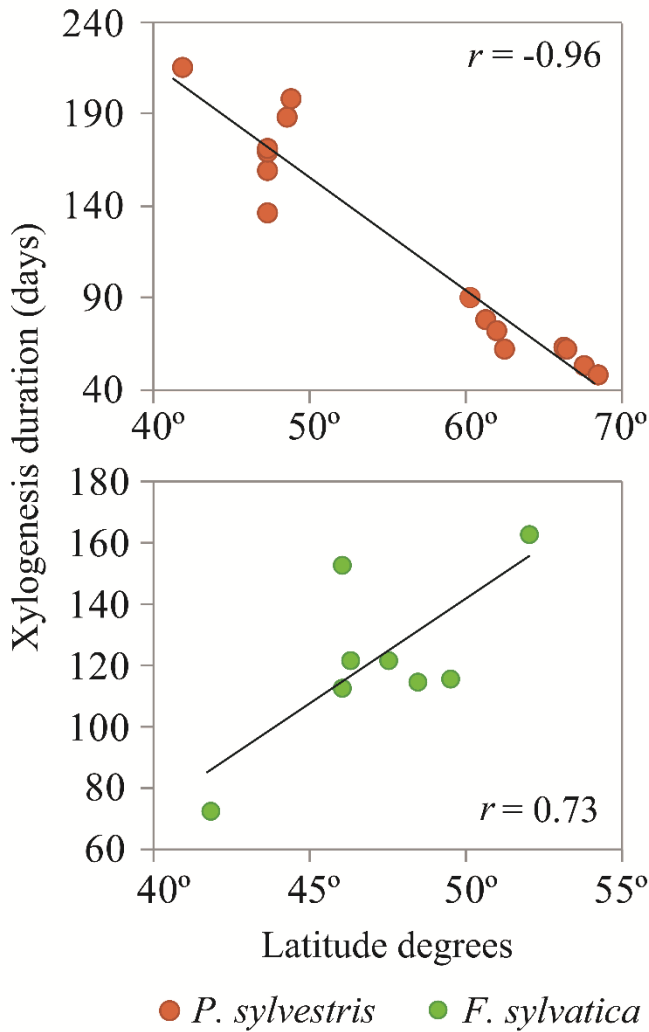 Xylogenesis duration (days)
240
190
140
90
40
r = -0.96
40º 50º 60º 70º
180
160
140
120
100
80
60
r = 0.73
40º 45º 50º 55º
Latitude degrees
P. sylvestris F. sylvatica